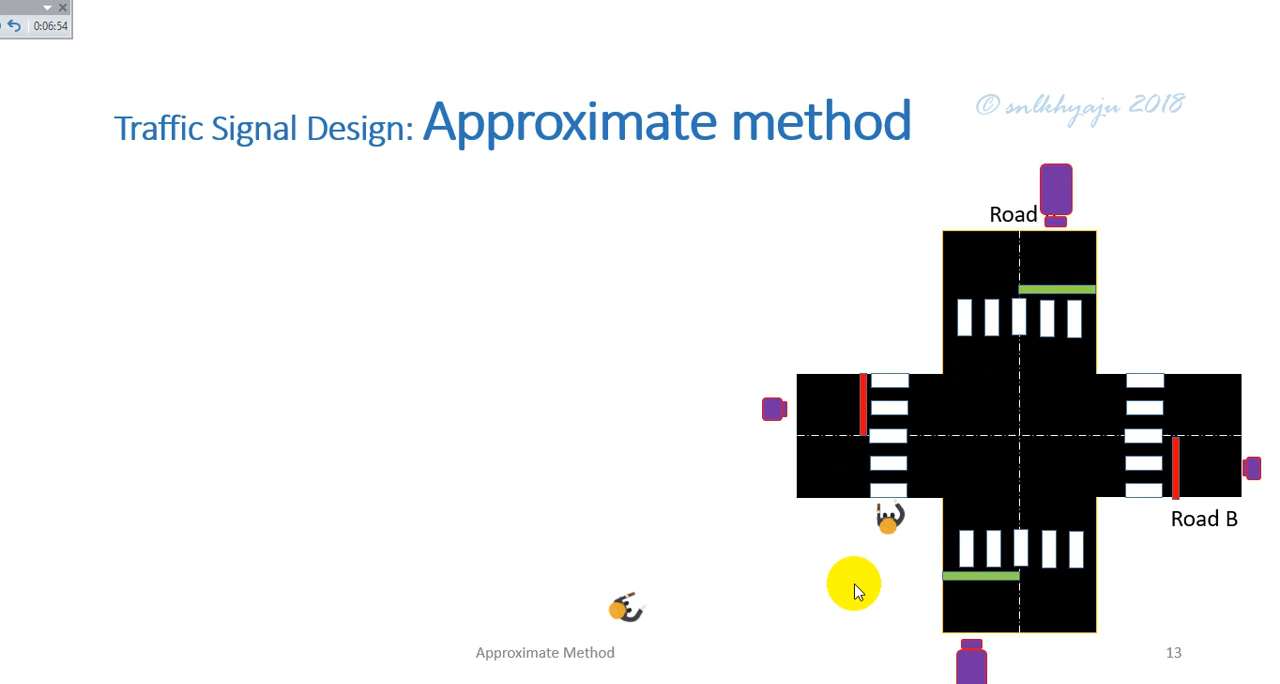 0:06:54
Traffic Signal Design: Approximate method
© snlkhyaju 2018
Road
Road B
Approximate Method
13